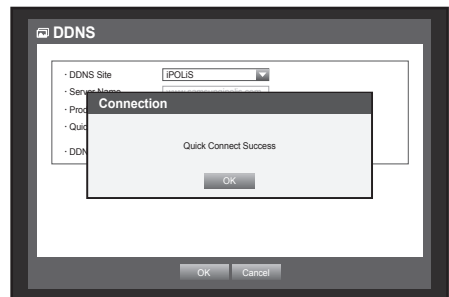 DDNS
· DDNS Site iPOLiS
Connection
Quick Connect Success
OK
OK Cancel